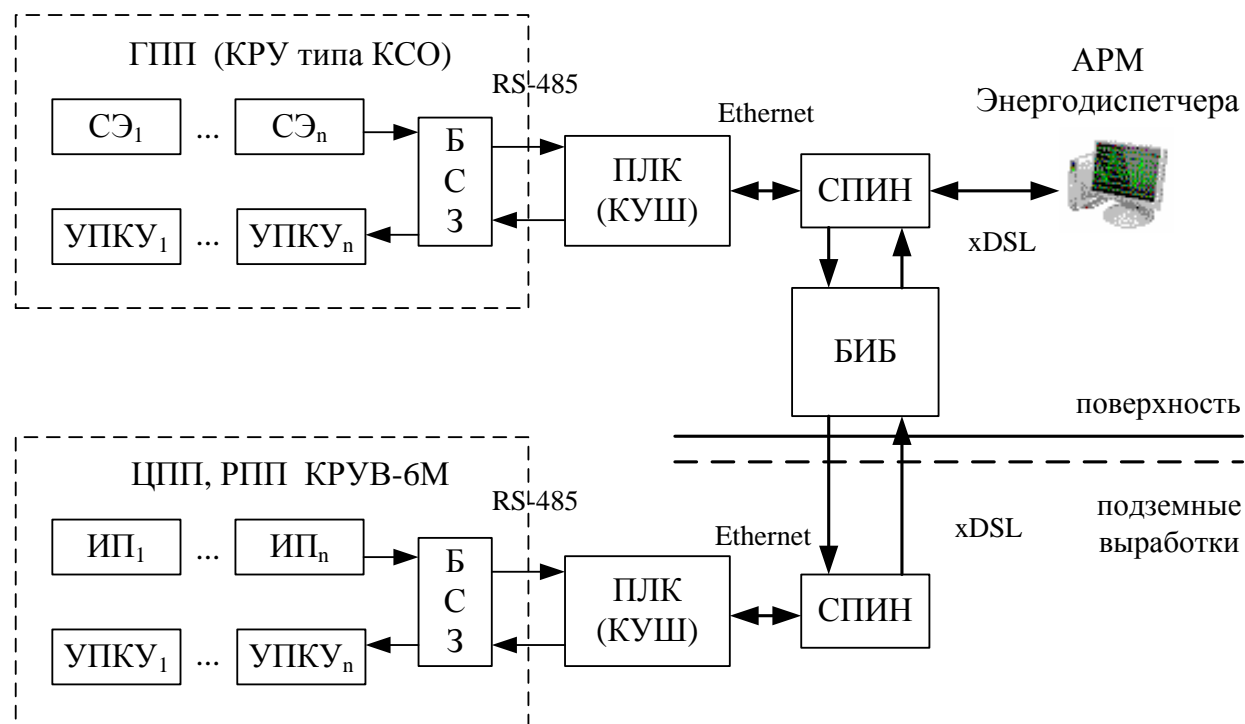 ГПП (КРУ типа КСО)
RS-485
АРМ
Энергодиспетчера
Ethernet
СЭ1 ... СЭn
Б
С
З
ПЛК
(КУШ)
СПИН
УПКУ1 ... УПКУn
xDSL
БИБ
поверхность
ЦПП, РПП КРУВ-6М
RS-485
подземные
выработки
Ethernet
xDSL
ИП1 ... ИПn
Б
С
З
ПЛК
(КУШ)
СПИН
УПКУ1 ... УПКУn